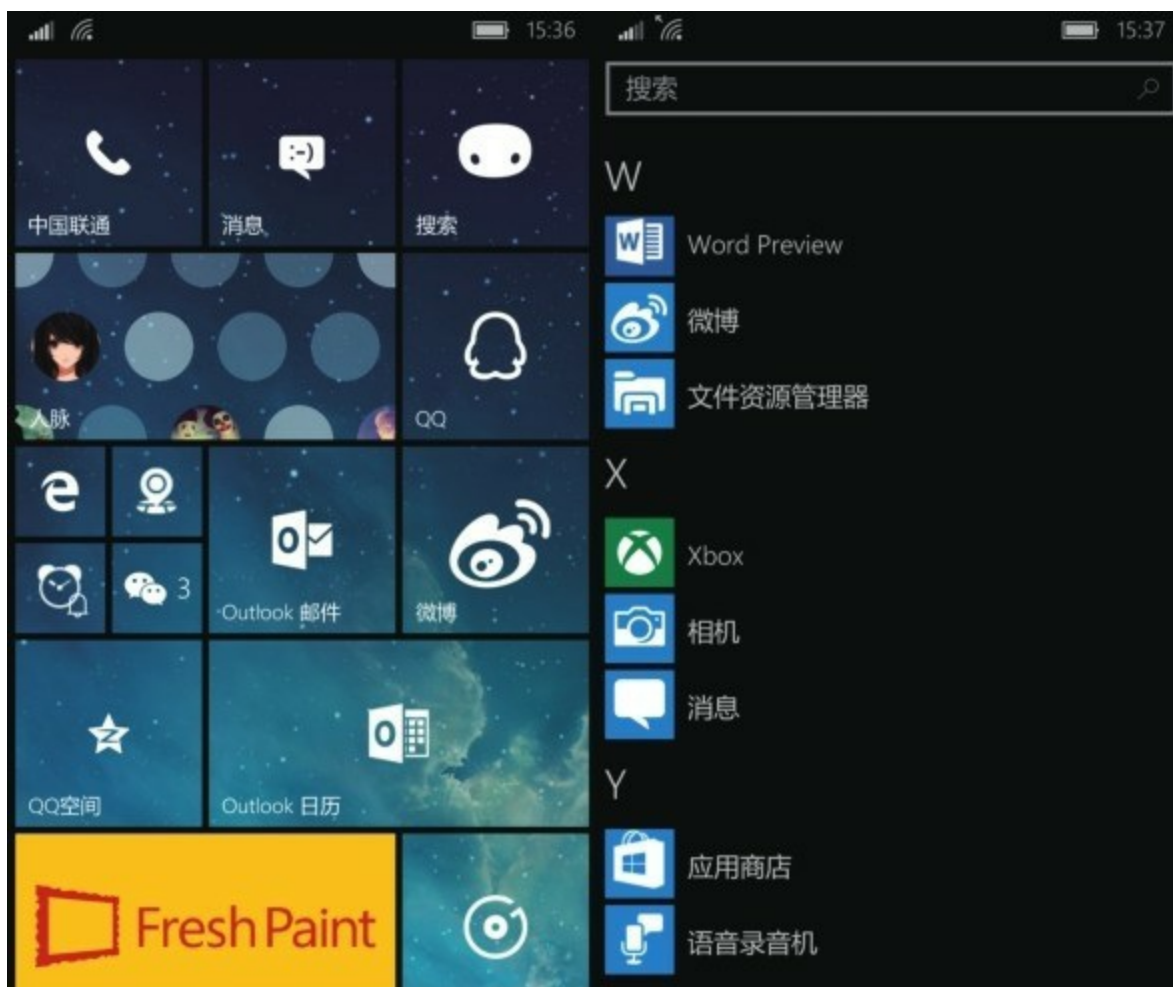 15:36
中国联通
消息
搜索
人脉
QQ
3
Outlook 邮件
微博
QQ空间
Outlook 日历
Fresh Paint
15:37
搜索
W
Word Preview
微博
文件资源管理器
X
Xbox
相机
消息
Y
应用商店
语音录音机